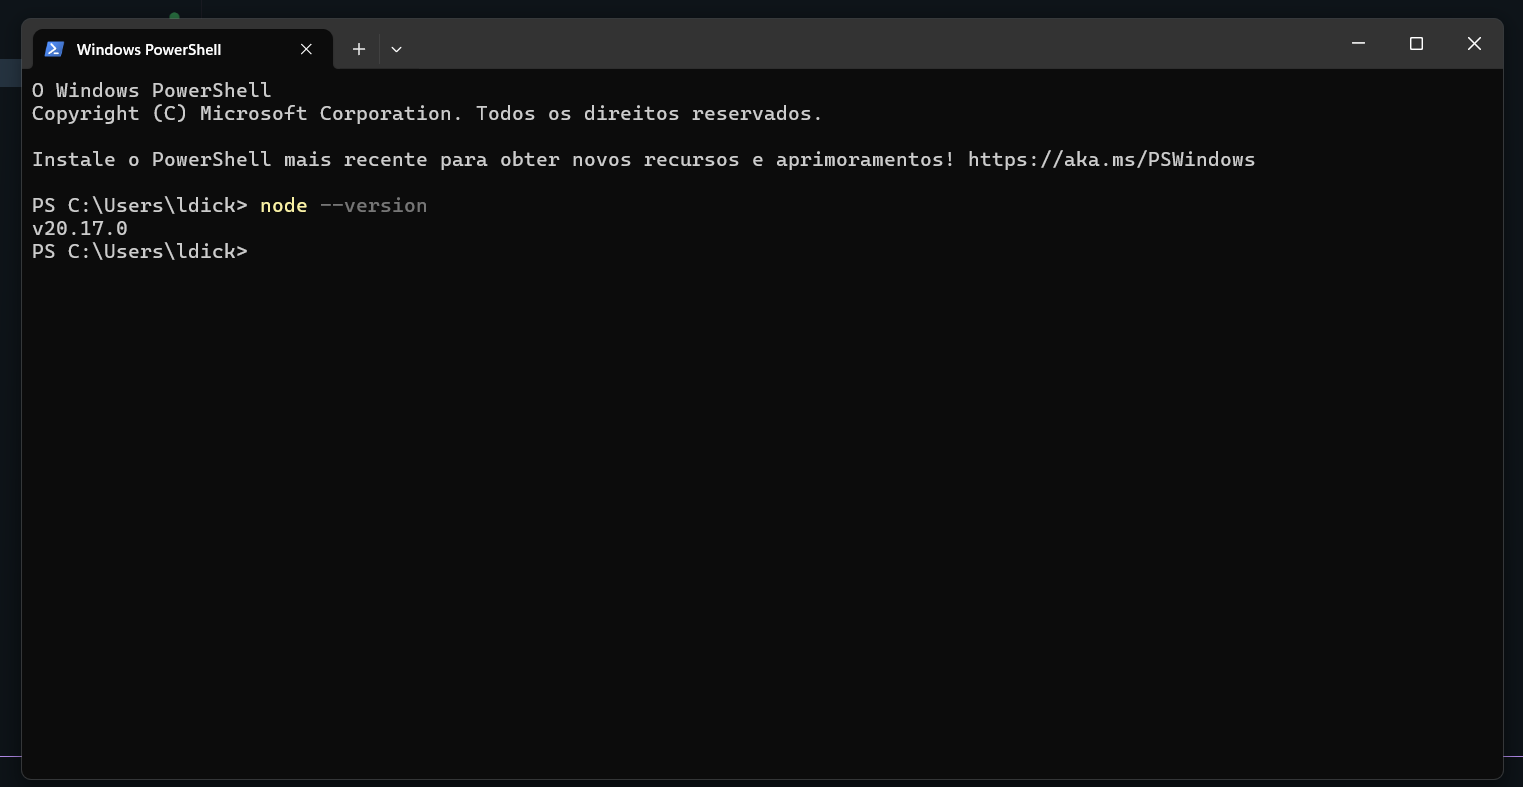 Windows PowerShell
O Windows PowerShell
Copyright (C) Microsoft Corporation. Todos os direitos reservados.
Instale o PowerShell mais recente para obter novos recursos e aprimoramentos! https://aka.ms/PSWindows
PS C:\Users\ldick> node --version
v20.17.0
PS C:\Users\ldick>